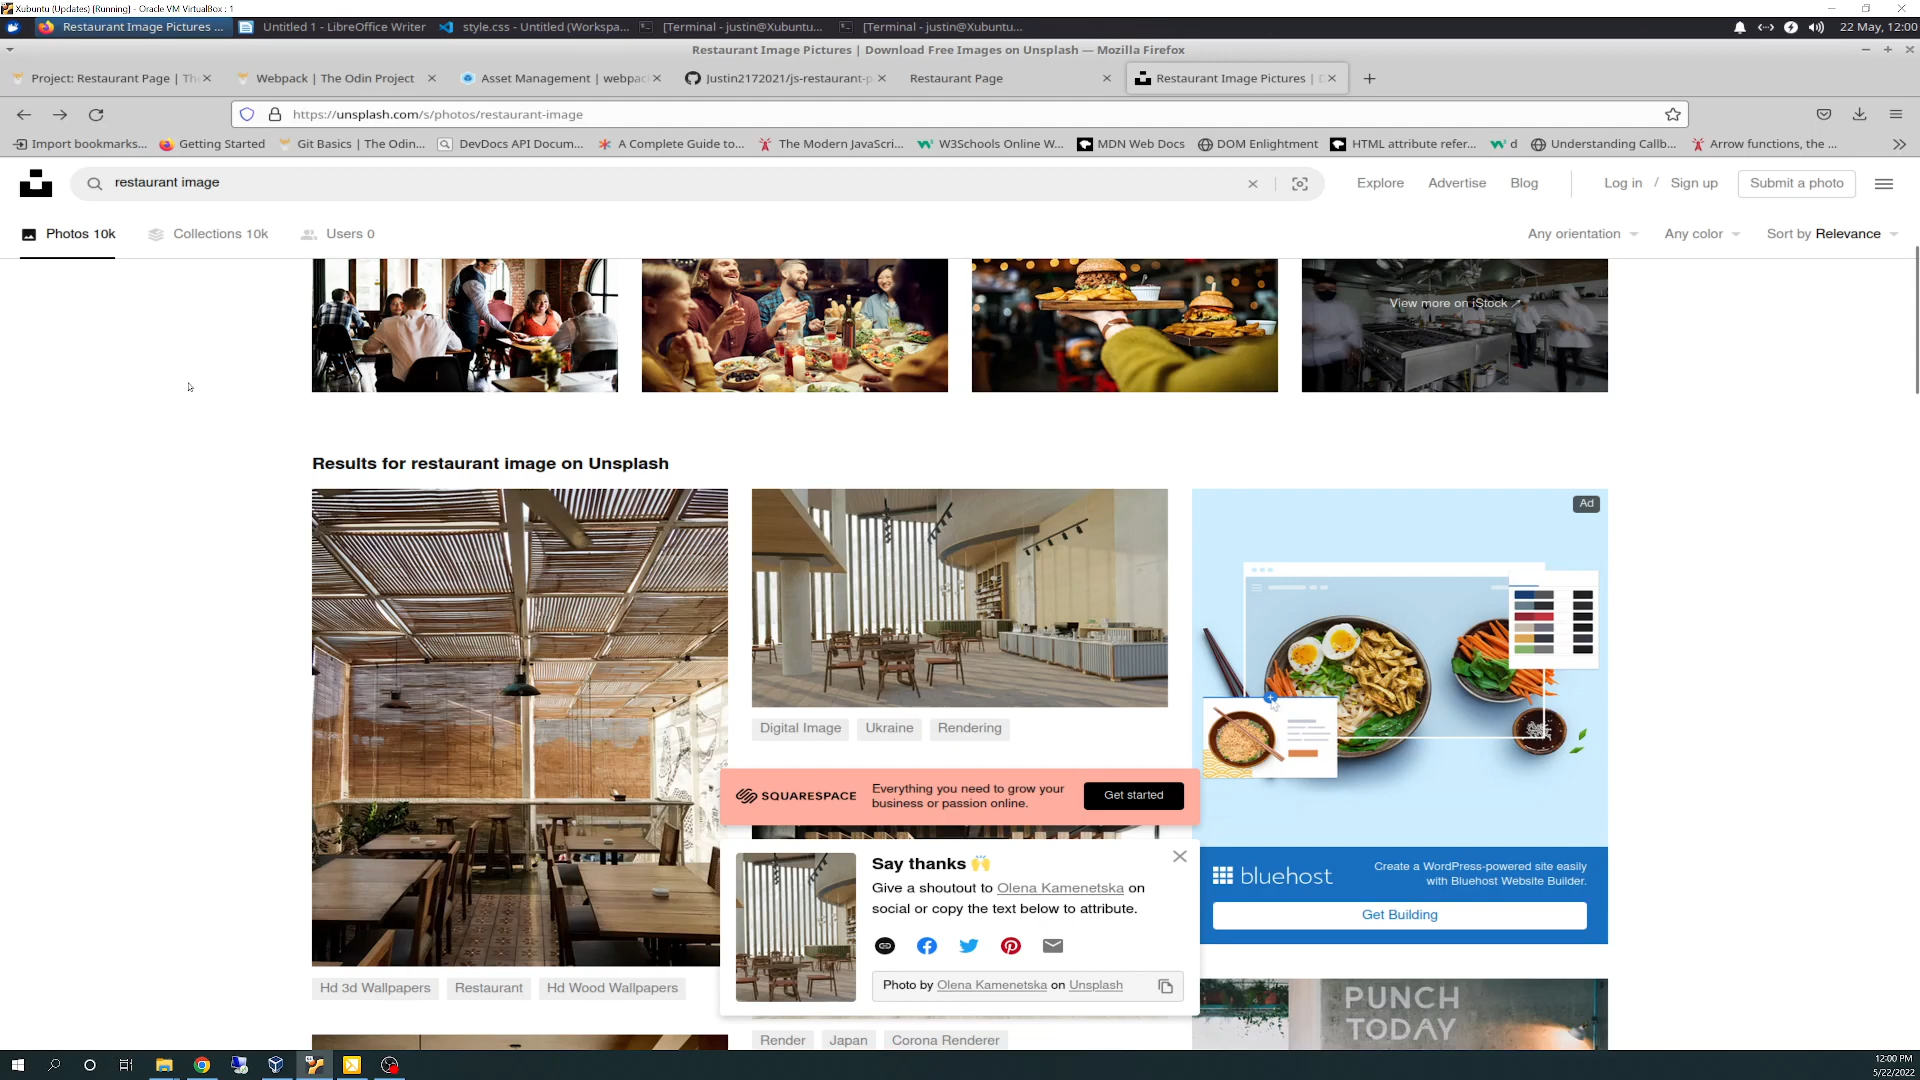 Xubuntu (Updates) [Running] - Oracle VM VirtualBox : 1
Restaurant Image Pictures ...
Untitled 1 - LibreOffice Writer
style.css - Untitled (Workspa...
[Terminal - justin@Xubuntu...
[Terminal - justin@Xubuntu...
22 May, 12:00
Restaurant Image Pictures | Download Free Images on Unsplash — Mozilla Firefox
Project: Restaurant Page | The
Webpack | The Odin Project
Asset Management | webpac
Justin2172021/js-restaurant-p
Restaurant Page
Restaurant Image Pictures | D
https://unsplash.com/s/photos/restaurant-image
Import bookmarks...
Getting Started
Git Basics | The Odin...
DevDocs API Docum...
A Complete Guide to...
The Modern JavaScri...
W3Schools Online W...
MDN Web Docs
DOM Enlightment
HTML attribute refer...
d
Understanding Callb...
Arrow functions, the ...
restaurant image
Explore
Advertise
Blog
Log in / Sign up
Submit a photo
Photos 10k
Collections 10k
Users 0
Any orientation
Any color
Sort by Relevance
View more on iStock ↗
Results for restaurant image on Unsplash
Ad
Digital Image
Ukraine
Rendering
SQUARESPACE
Everything you need to grow your
business or passion online.
Get started
Say thanks 🙌
Give a shoutout to Olena Kamenetska on
social or copy the text below to attribute.
Photo by Olena Kamenetska on Unsplash
bluehost
Create a WordPress-powered site easily
with Bluehost Website Builder.
Get Building
Hd 3d Wallpapers
Restaurant
Hd Wood Wallpapers
PUNCH
TODAY
Render
Japan
Corona Renderer
12:00 PM
5/22/2022